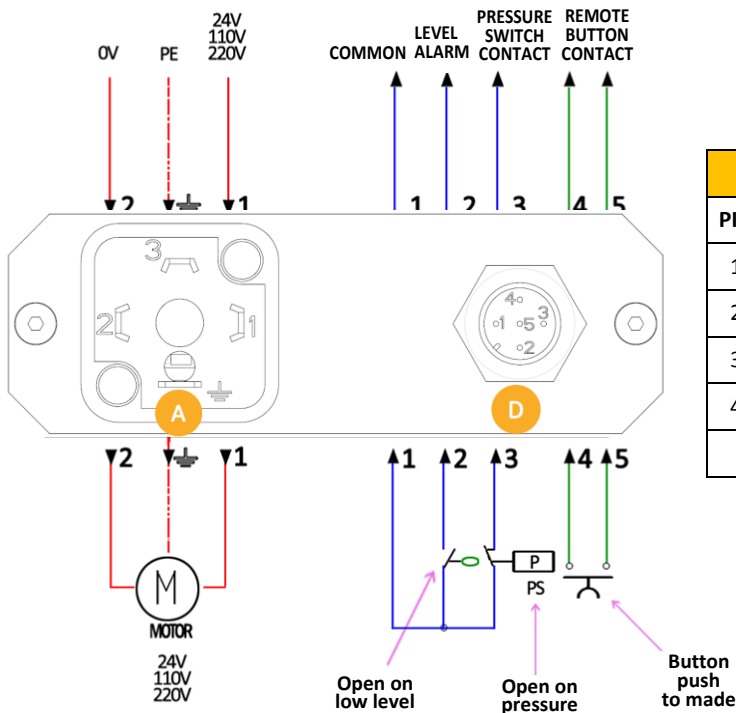 24V
110V
220V
0V
PE
COMMON
LEVEL
ALARM
PRESSURE
SWITCH
CONTACT
REMOTE
BUTTON
CONTACT
2
1
1
2
3
4
5
3
2
1
A
4
3
1
5
2
D
2
1
1
2
3
4
5
M
MOTOR
24V
110V
220V
P
PS
Open on
low level
Open on
pressure
Button
push
to made
1
2
3
4